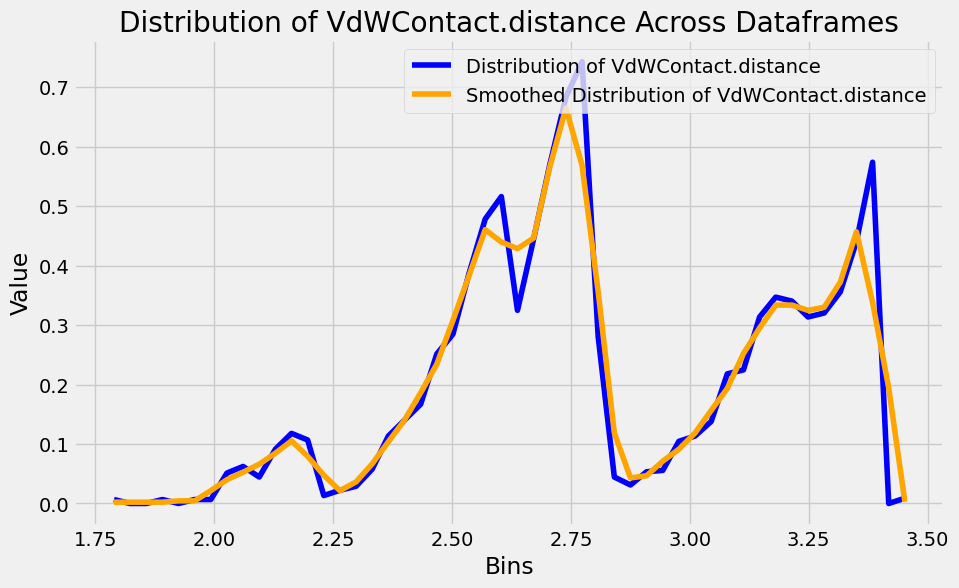 Distribution of VdWContact.distance Across Dataframes
Distribution of VdWContact.distance
Smoothed Distribution of VdWContact.distance
Value
0.7
0.6
0.5
0.4
0.3
0.2
0.1
0.0
1.75 2.00 2.25 2.50 2.75 3.00 3.25 3.50
Bins